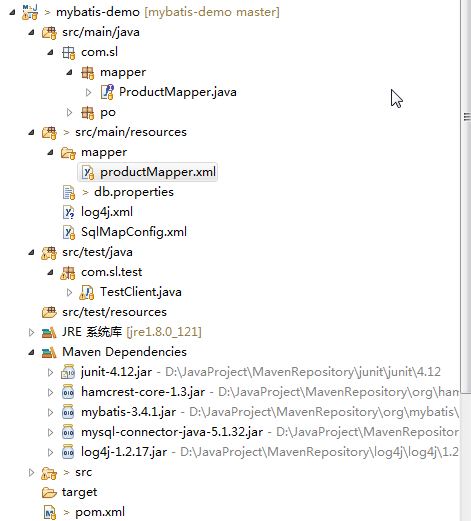 > mybatis-demo [mybatis-demo master]
src/main/java
com.sl
mapper
ProductMapper.java
po
> src/main/resources
mapper
productMapper.xml
> db.properties
log4j.xml
SqlMapConfig.xml
src/test/java
com.sl.test
TestClient.java
src/test/resources
JRE 系统库 [jre1.8.0_121]
Maven Dependencies
junit-4.12.jar - D:\JavaProject\MavenRepository\junit\junit\4.12
hamcrest-core-1.3.jar - D:\JavaProject\MavenRepository\org\ham
mybatis-3.4.1.jar - D:\JavaProject\MavenRepository\org\mybatis\
mysql-connector-java-5.1.32.jar - D:\JavaProject\MavenRepositor
log4j-1.2.17.jar - D:\JavaProject\MavenRepository\log4j\log4j\1.2
> src
target
> pom.xml